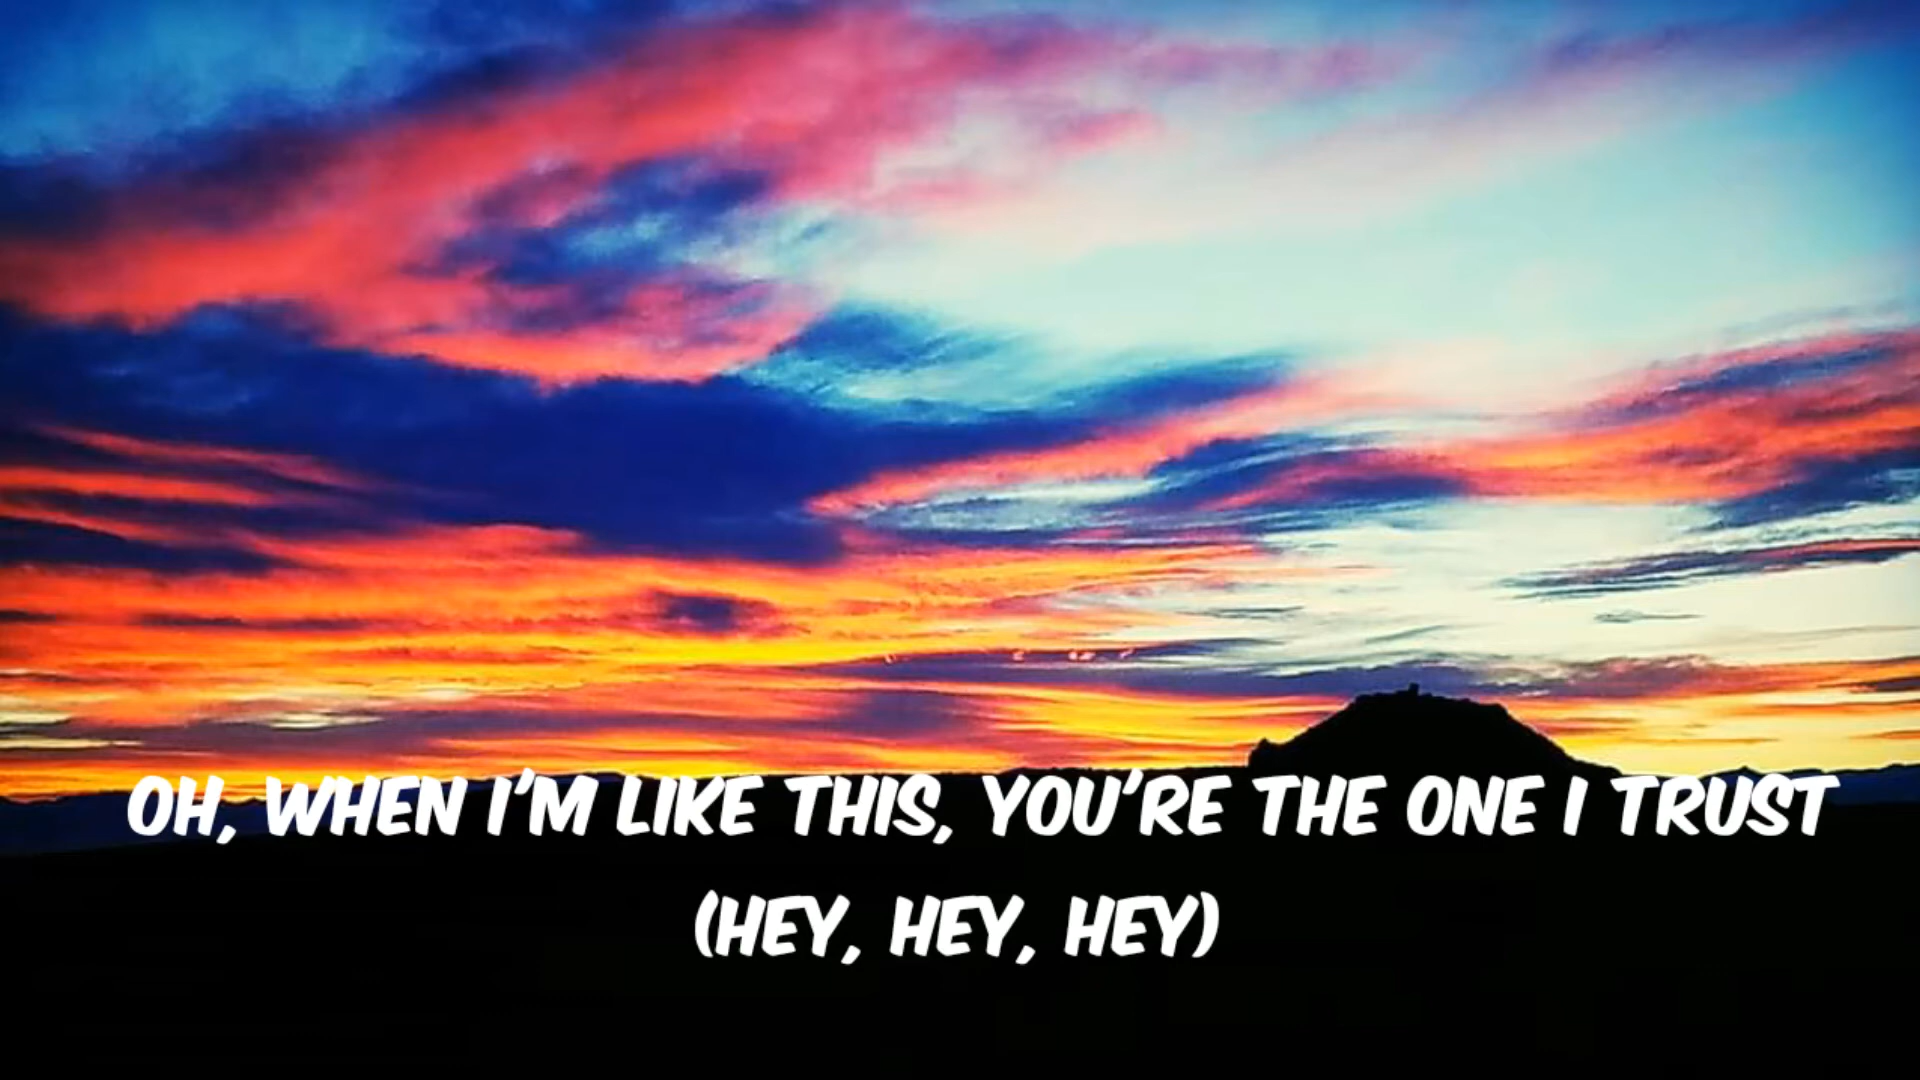 OH, WHEN I'M LIKE THIS, YOU'RE THE ONE I TRUST
(HEY, HEY, HEY)